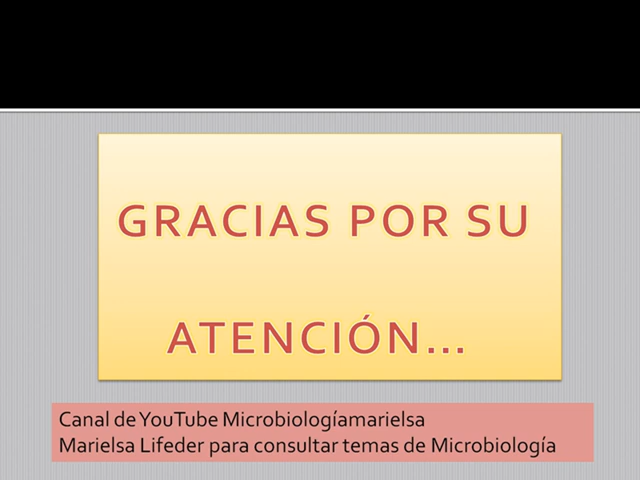 GRACIAS POR SU
ATENCIÓN...
Canal de YouTube Microbiologíamarielsa
Marielsa Lifeder para consultar temas de Microbiología